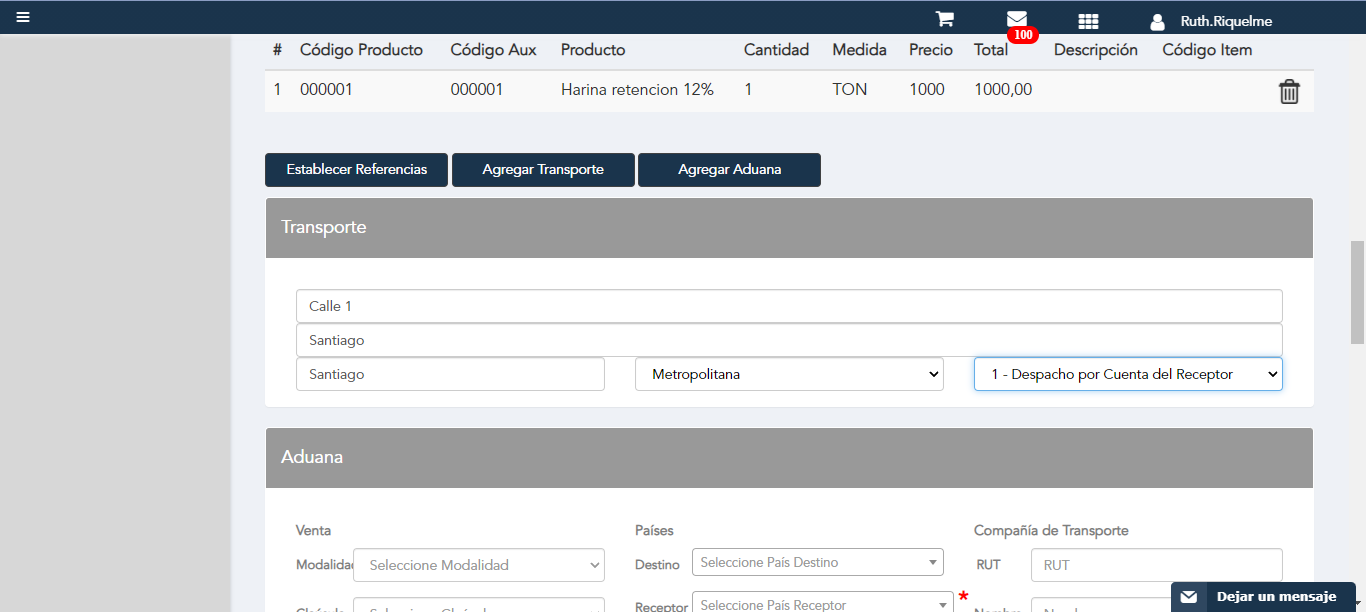 Ruth.Riquelme
100
# Código Producto Código Aux Producto Cantidad Medida Precio Total Descripción Código Item
1 000001 000001 Harina retencion 12% 1 TON 1000 1000,00
Establecer Referencias Agregar Transporte Agregar Aduana
Transporte
Calle 1
Santiago
Santiago Metropolitana 1 - Despacho por Cuenta del Receptor
Aduana
Venta Países Compañía de Transporte
Modalidad Seleccione Modalidad Destino Seleccione País Destino RUT RUT
Receptor Seleccione País Receptor *
Dejar un mensaje